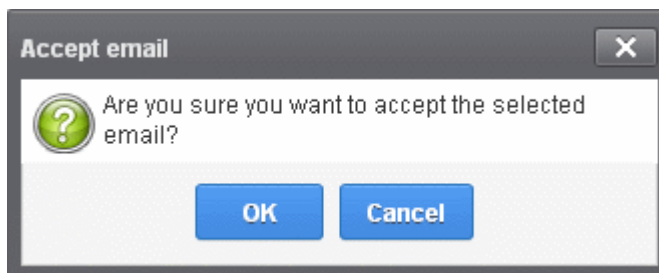 Accept email
Are you sure you want to accept the selected
email?
OK
Cancel